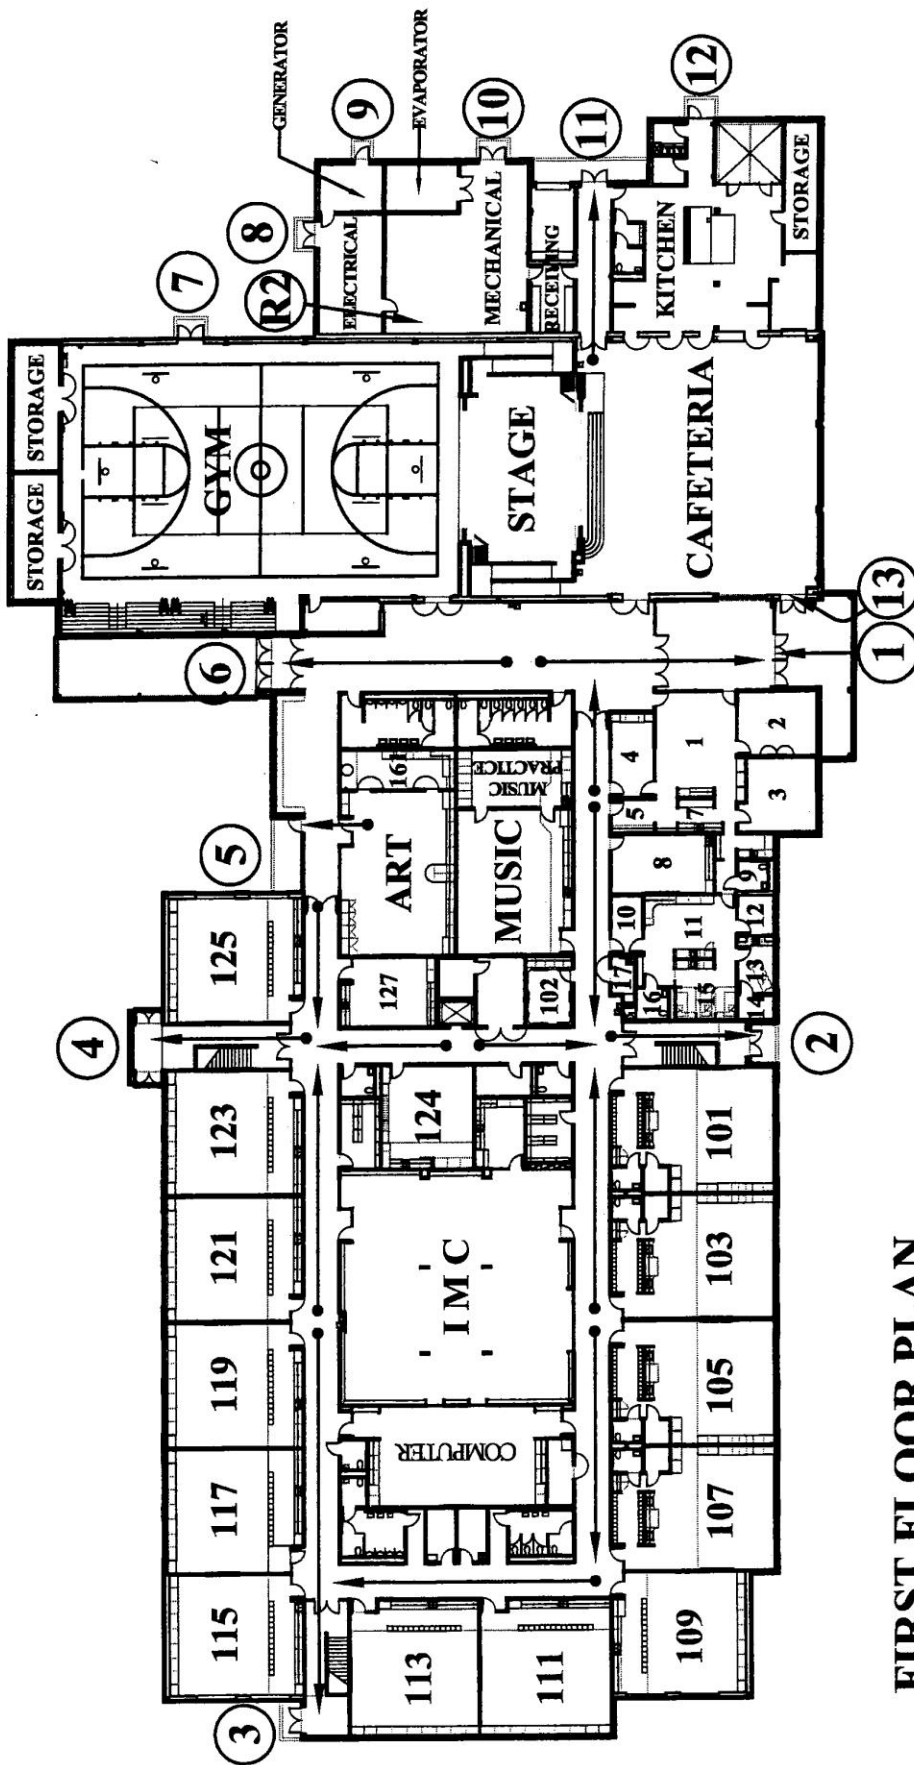 GENERATOR
EVAPORATOR
12
9
10
11
8
7
R2
ELECTRICAL
MECHANICAL
RECEIVING
KITCHEN
STORAGE
STORAGE
STORAGE
GYM
STAGE
CAFETERIA
13
1
6
161
MUSIC
PRACTICE
4
1
2
5
7
3
5
ART
MUSIC
8
9
10
11
12
125
127
102
17
16
15
13
14
4
2
123
124
101
121
IMC
103
119
105
117
COMPUTER
107
115
113
111
109
3
FIRST FLOOR PLAN